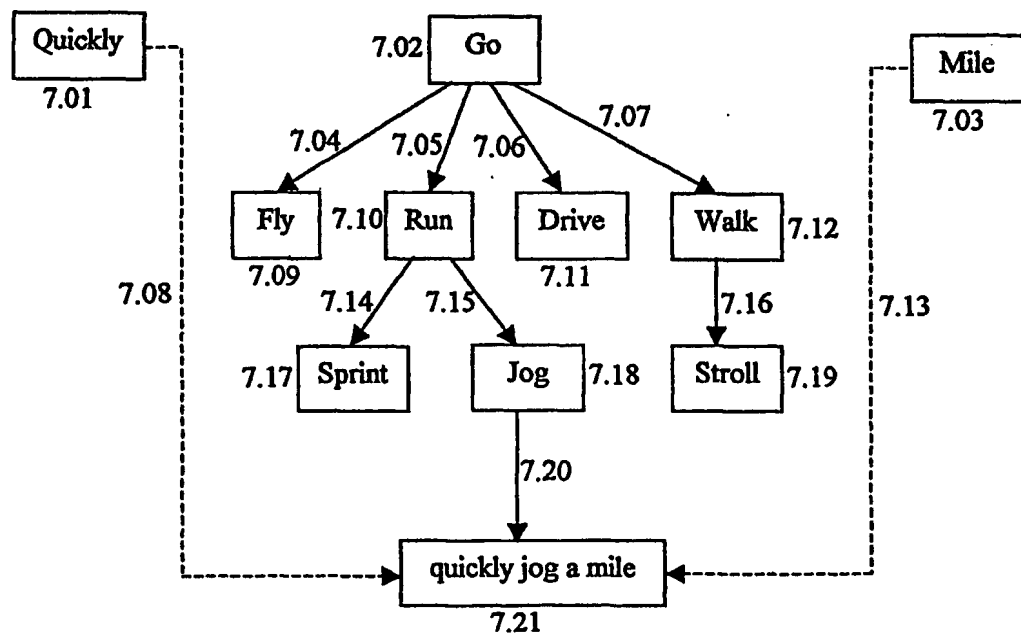 Quickly
7.01
7.02
Go
Mile
7.03
7.04
7.05
7.06
7.07
Fly
7.09
7.10
Run
Drive
7.11
Walk
7.12
7.08
7.14
7.15
7.16
7.13
7.17
Sprint
Jog
7.18
Stroll
7.19
7.20
quickly jog a mile
7.21